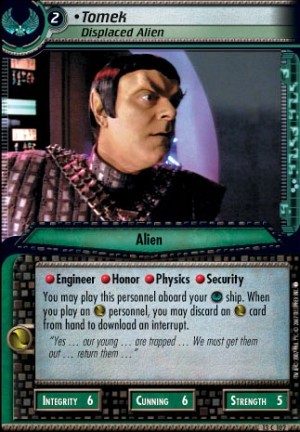 2
•Tomek
Displaced Alien
Alien
Engineer • Honor • Physics • Security
You may play this personnel aboard your ship. When
you play an personnel, you may discard an card
from hand to download an interrupt.
"Yes ... our young ... are trapped ... We must get them
out ... return them ..."
INTEGRITY 6 CUNNING 6 STRENGTH 5